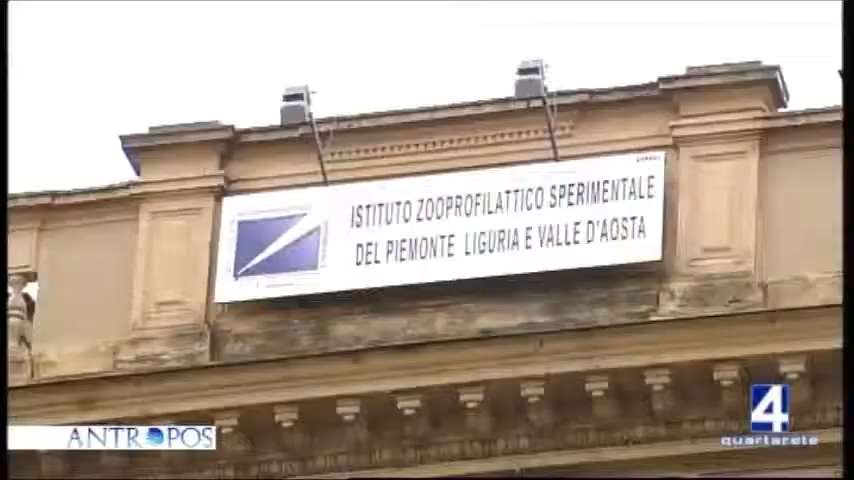 ISTITUTO ZOOPROFILATTICO SPERIMENTALE
DEL PIEMONTE LIGURIA E VALLE D'AOSTA
ANTROPOS
4
quartarete